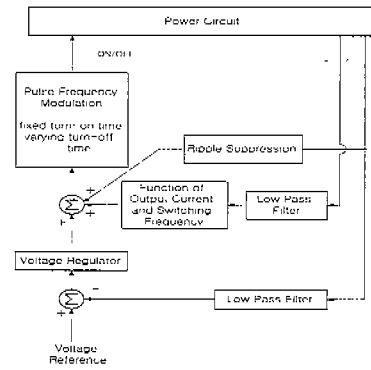 Power Circuit
ON/OFF
Pulse Frequency
Modulation
fixed turn-on time
varying turn-off
time
Ripple Suppression
+
+
+
Σ
Function of
Output Current
and Switching
Frequency
Low Pass
Filter
Voltage Regulator
-
+
Σ
Low Pass Filter
Voltage
Reference